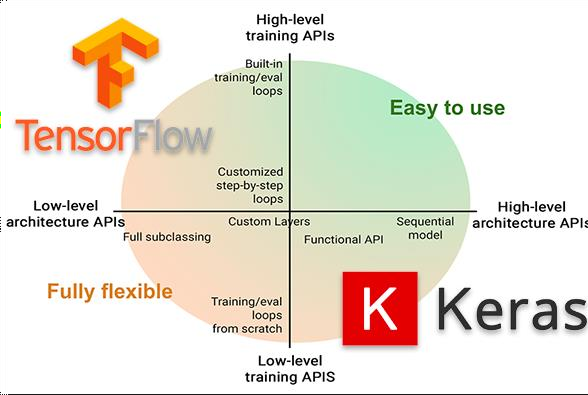 High-level
training APIs
Built-in
training/eval
loops
Easy to use
TensorFlow
Customized
step-by-step
loops
Low-level
architecture APIs
High-level
architecture APIs
Custom Layers
Sequential
model
Full subclassing
Functional API
Fully flexible
Training/eval
loops
from scratch
K Keras
Low-level
training APIS